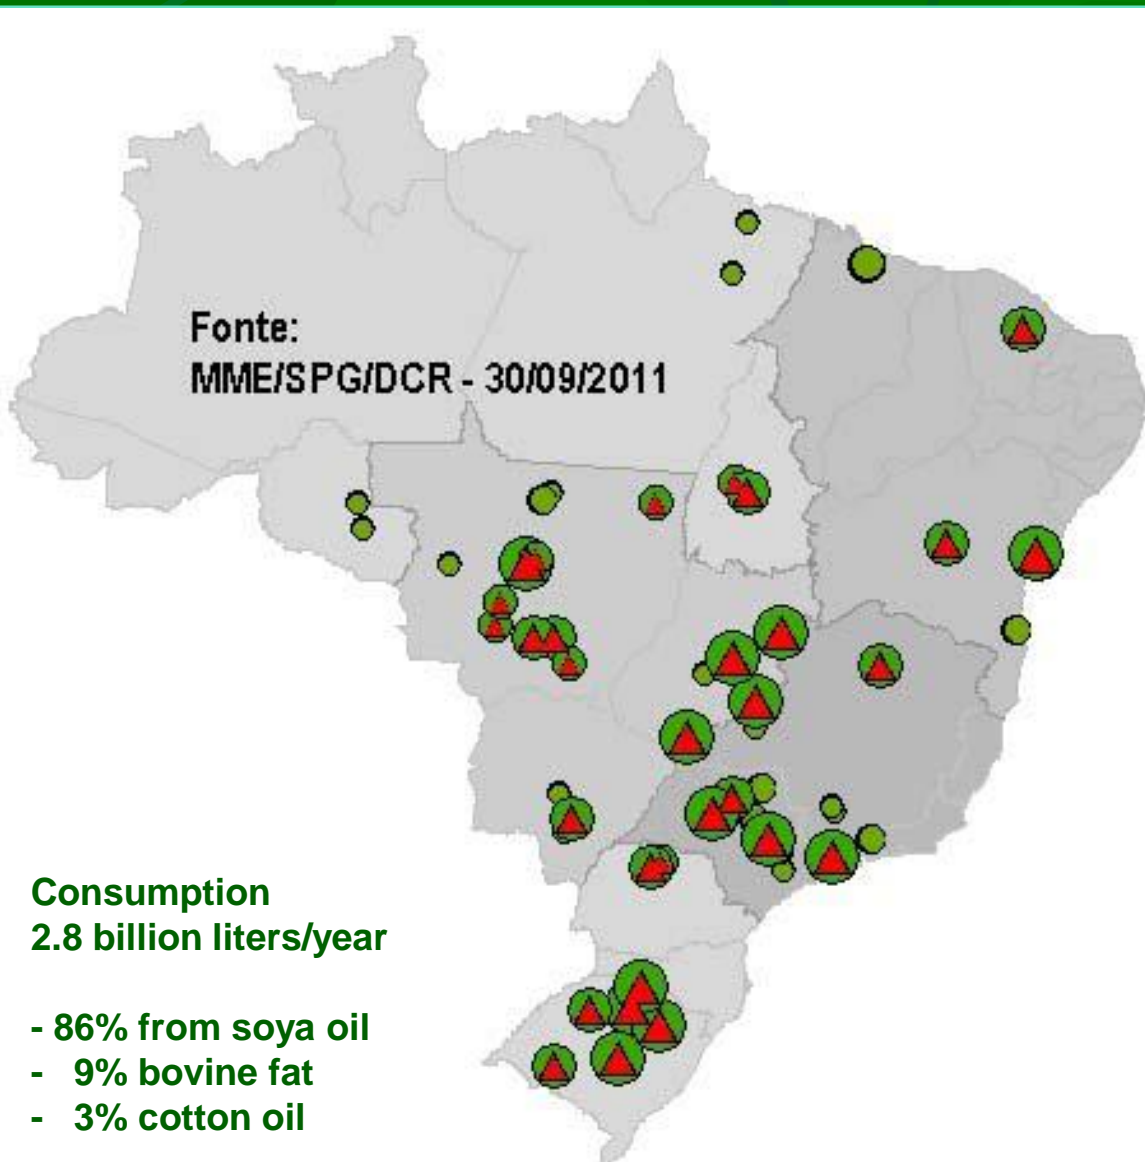 Fonte:
MME/SPG/DCR - 30/09/2011
Consumption
2.8 billion liters/year
- 86% from soya oil
- 9% bovine fat
- 3% cotton oil